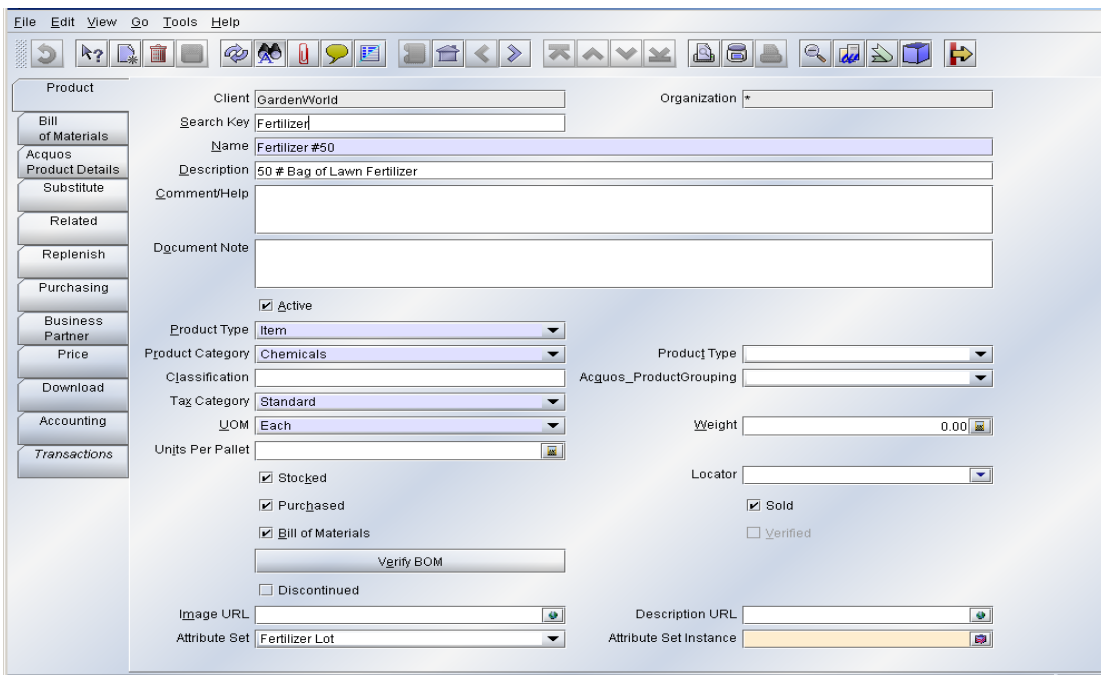 File Edit View Go Tools Help
Product
Bill
of Materials
Acquos
Product Details
Substitute
Related
Replenish
Purchasing
Business
Partner
Price
Download
Accounting
Transactions
Client GardenWorld Organization *
Search Key Fertilizer
Name Fertilizer #50
Description 50 # Bag of Lawn Fertilizer
Comment/Help
Document Note
Active
Product Type Item
Product Category Chemicals Product Type
Classification Acquos_ProductGrouping
Tax Category Standard
UOM Each Weight 0.00
Units Per Pallet
Stocked Locator
Purchased Sold
Bill of Materials Verified
Verify BOM
Discontinued
Image URL Description URL
Attribute Set Fertilizer Lot Attribute Set Instance